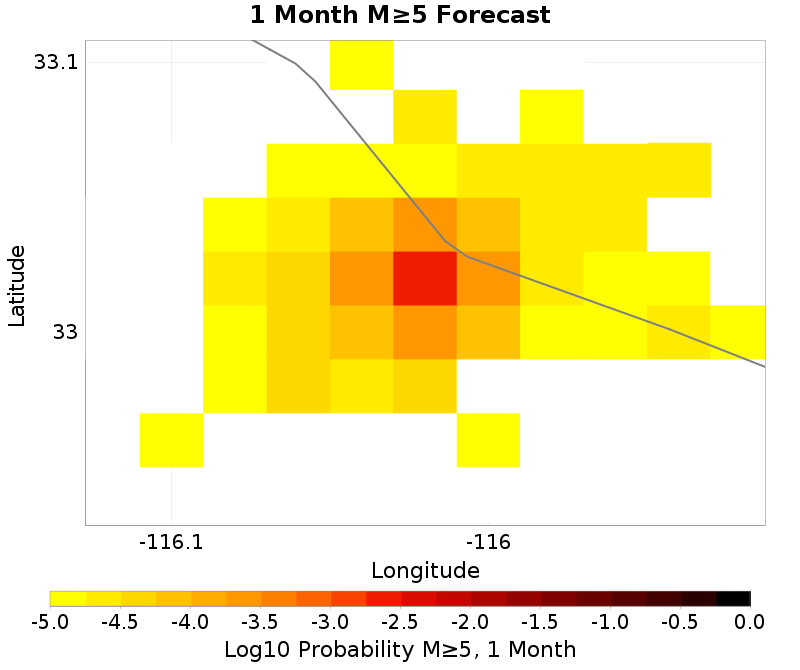 1 Month M≥5 Forecast
33.1
33
Latitude
-116.1 -116
Longitude
-5.0 -4.5 -4.0 -3.5 -3.0 -2.5 -2.0 -1.5 -1.0 -0.5 0.0
Log10 Probability M≥5, 1 Month